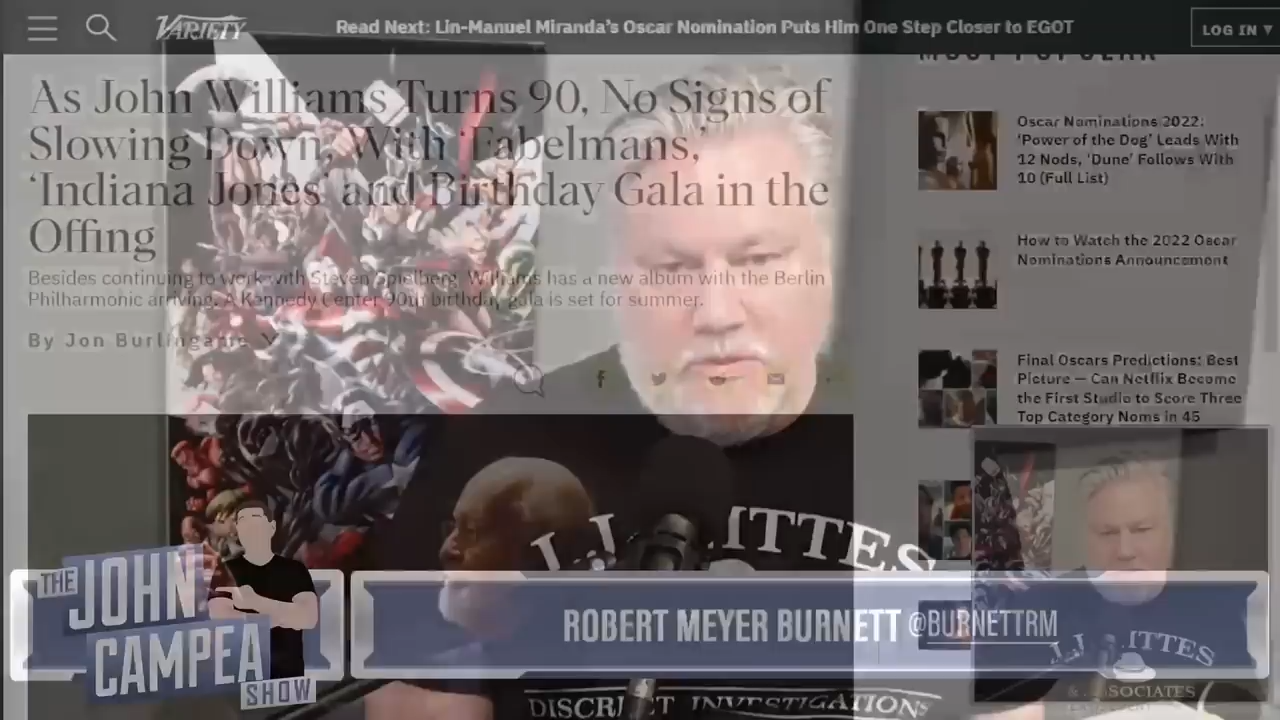 VARIETY
Read Next: Lin-Manuel Miranda's Oscar Nomination Puts Him One Step Closer to EGOT
LOG IN ▾
MOST POPULAR
As John Williams Turns 90, No Signs of
Slowing Down, With 'Fabelmans,'
'Indiana Jones' and Birthday Gala in the
Offing
Besides continuing to work with Steven Spielberg, Williams has a new album with the Berlin
Philharmonic arriving. A Kennedy Center 90th birthday gala is set for summer.
By Jon Burlingame
Oscar Nominations 2022:
'Power of the Dog' Leads With
12 Nods, 'Dune' Follows With
10 (Full List)
How to Watch the 2022 Oscar
Nominations Announcement
Final Oscars Predictions: Best
Picture — Can Netflix Become
the First Studio to Score Three
Top Category Noms in 45
THE
JOHN
CAMPEA
SHOW
ROBERT MEYER BURNETT @BURNETTRM
ITTES
DISCREET INVESTIGATIONS
ITTES
SOCIATES